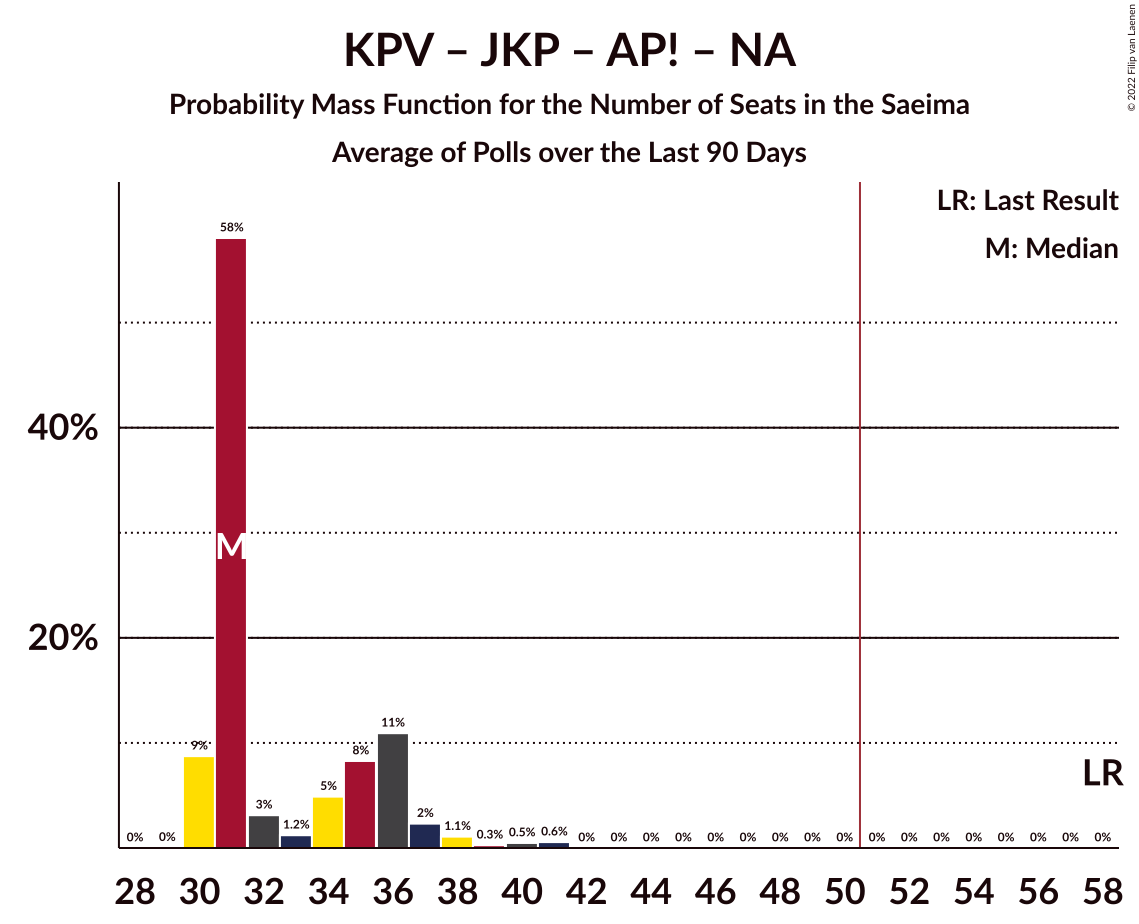 KPV – JKP – AP! – NA
Probability Mass Function for the Number of Seats in the Saeima
Average of Polls over the Last 90 Days
© 2022 Filip van Laenen
LR: Last Result
M: Median
58%
40%
M
20%
11%
9%
8%
LR
5%
3%
2%
0% 0% 1.2% 1.1% 0.3% 0.5% 0.6% 0% 0% 0% 0% 0% 0% 0% 0% 0% 0% 0% 0% 0% 0% 0% 0% 0%
28 30 32 34 36 38 40 42 44 46 48 50 52 54 56 58